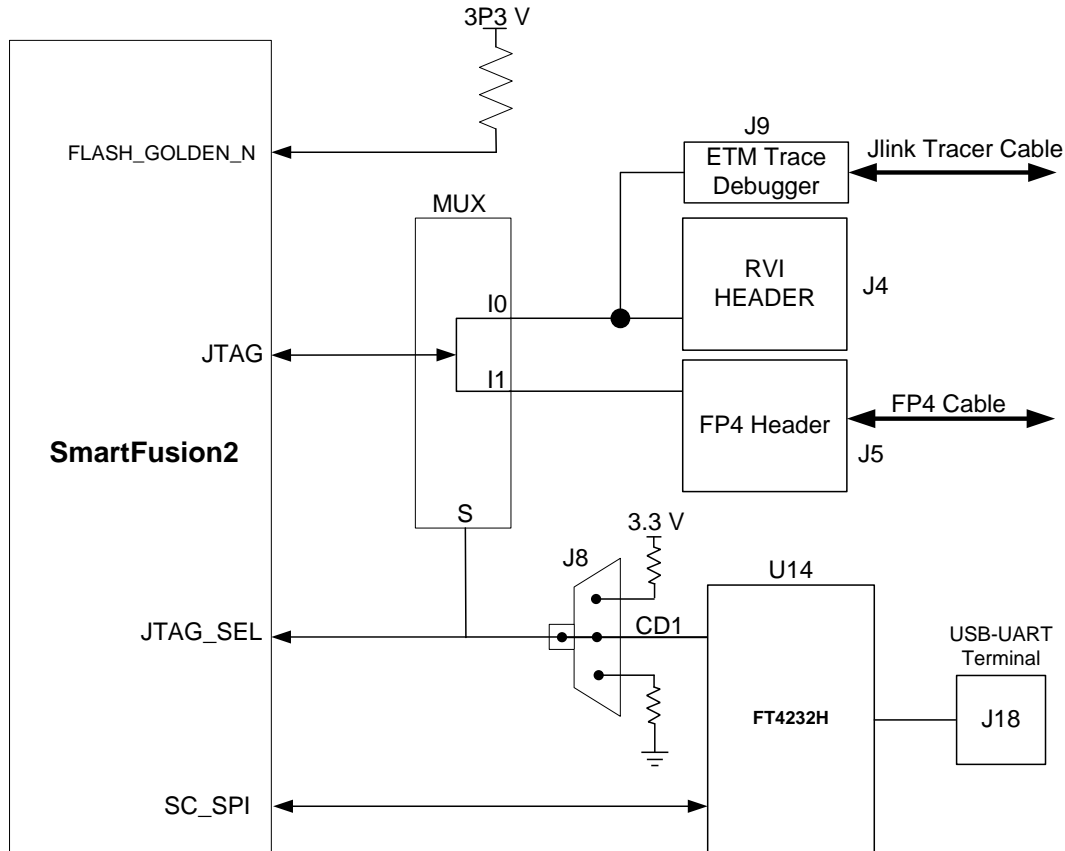 3P3 V
FLASH_GOLDEN_N
J9
ETM Trace
Debugger
Jlink Tracer Cable
MUX
RVI
HEADER
J4
I0
JTAG
I1
FP4 Header
FP4 Cable
J5
SmartFusion2
S
3.3 V
J8
U14
JTAG_SEL
CD1
USB-UART
Terminal
FT4232H
J18
SC_SPI